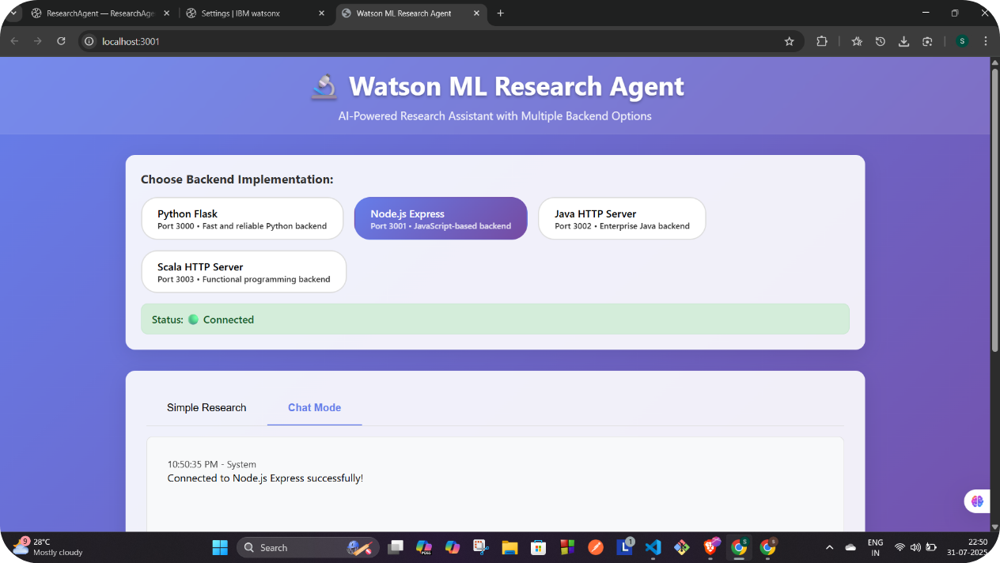 ResearchAgent — ResearchAge
Settings | IBM watsonx
Watson ML Research Agent
localhost:3001
S
Watson ML Research Agent
AI-Powered Research Assistant with Multiple Backend Options
Choose Backend Implementation:
Python Flask
Port 3000 • Fast and reliable Python backend
Node.js Express
Port 3001 • JavaScript-based backend
Java HTTP Server
Port 3002 • Enterprise Java backend
Scala HTTP Server
Port 3003 • Functional programming backend
Status: Connected
Simple Research
Chat Mode
10:50:35 PM - System
Connected to Node.js Express successfully!
9
28°C
Mostly cloudy
Search
L
1
S
S
ENG
IN
22:50
31-07-2025